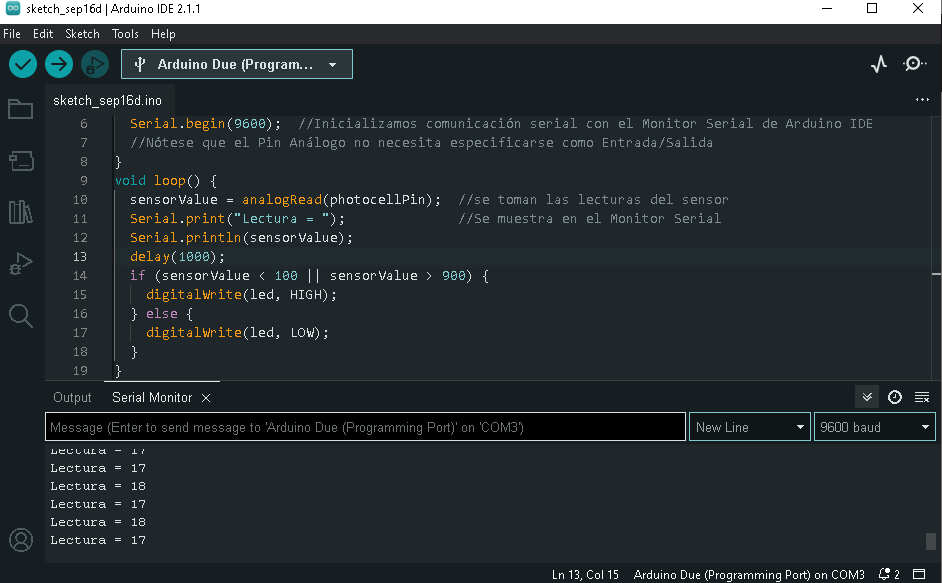 sketch_sep16d | Arduino IDE 2.1.1
File Edit Sketch Tools Help
Arduino Due (Program...
sketch_sep16d.ino
6 Serial.begin(9600); //Inicializamos comunicación serial con el Monitor Serial de Arduino IDE
7 //Nótese que el Pin Análogo no necesita especificarse como Entrada/Salida
8 }
9 void loop() {
10 sensorValue = analogRead(photocellPin); //se toman las lecturas del sensor
11 Serial.print("Lectura = "); //Se muestra en el Monitor Serial
12 Serial.println(sensorValue);
13 delay(1000);
14 if (sensorValue < 100 || sensorValue > 900) {
15 digitalWrite(led, HIGH);
16 } else {
17 digitalWrite(led, LOW);
18 }
19 }
Output Serial Monitor
Message (Enter to send message to 'Arduino Due (Programming Port)' on 'COM3')
New Line
9600 baud
Lectura = 17
Lectura = 17
Lectura = 18
Lectura = 17
Lectura = 18
Lectura = 17
Ln 13, Col 15 Arduino Due (Programming Port) on COM3 2